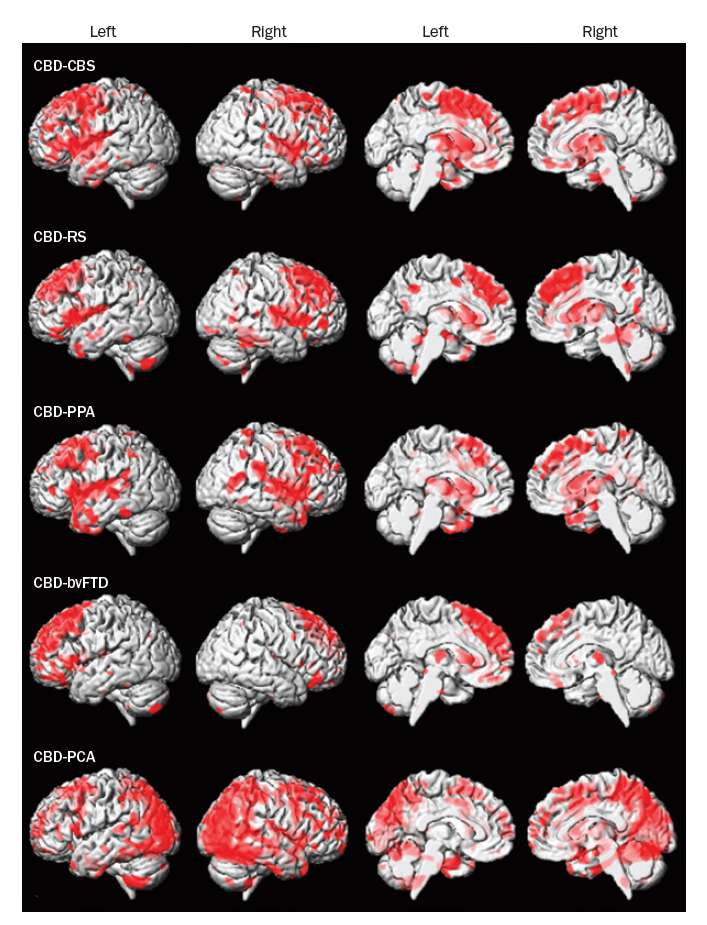 Left Right Left Right
CBD-CBS
CBD-RS
CBD-PPA
CBD-bvFTD
CBD-PCA